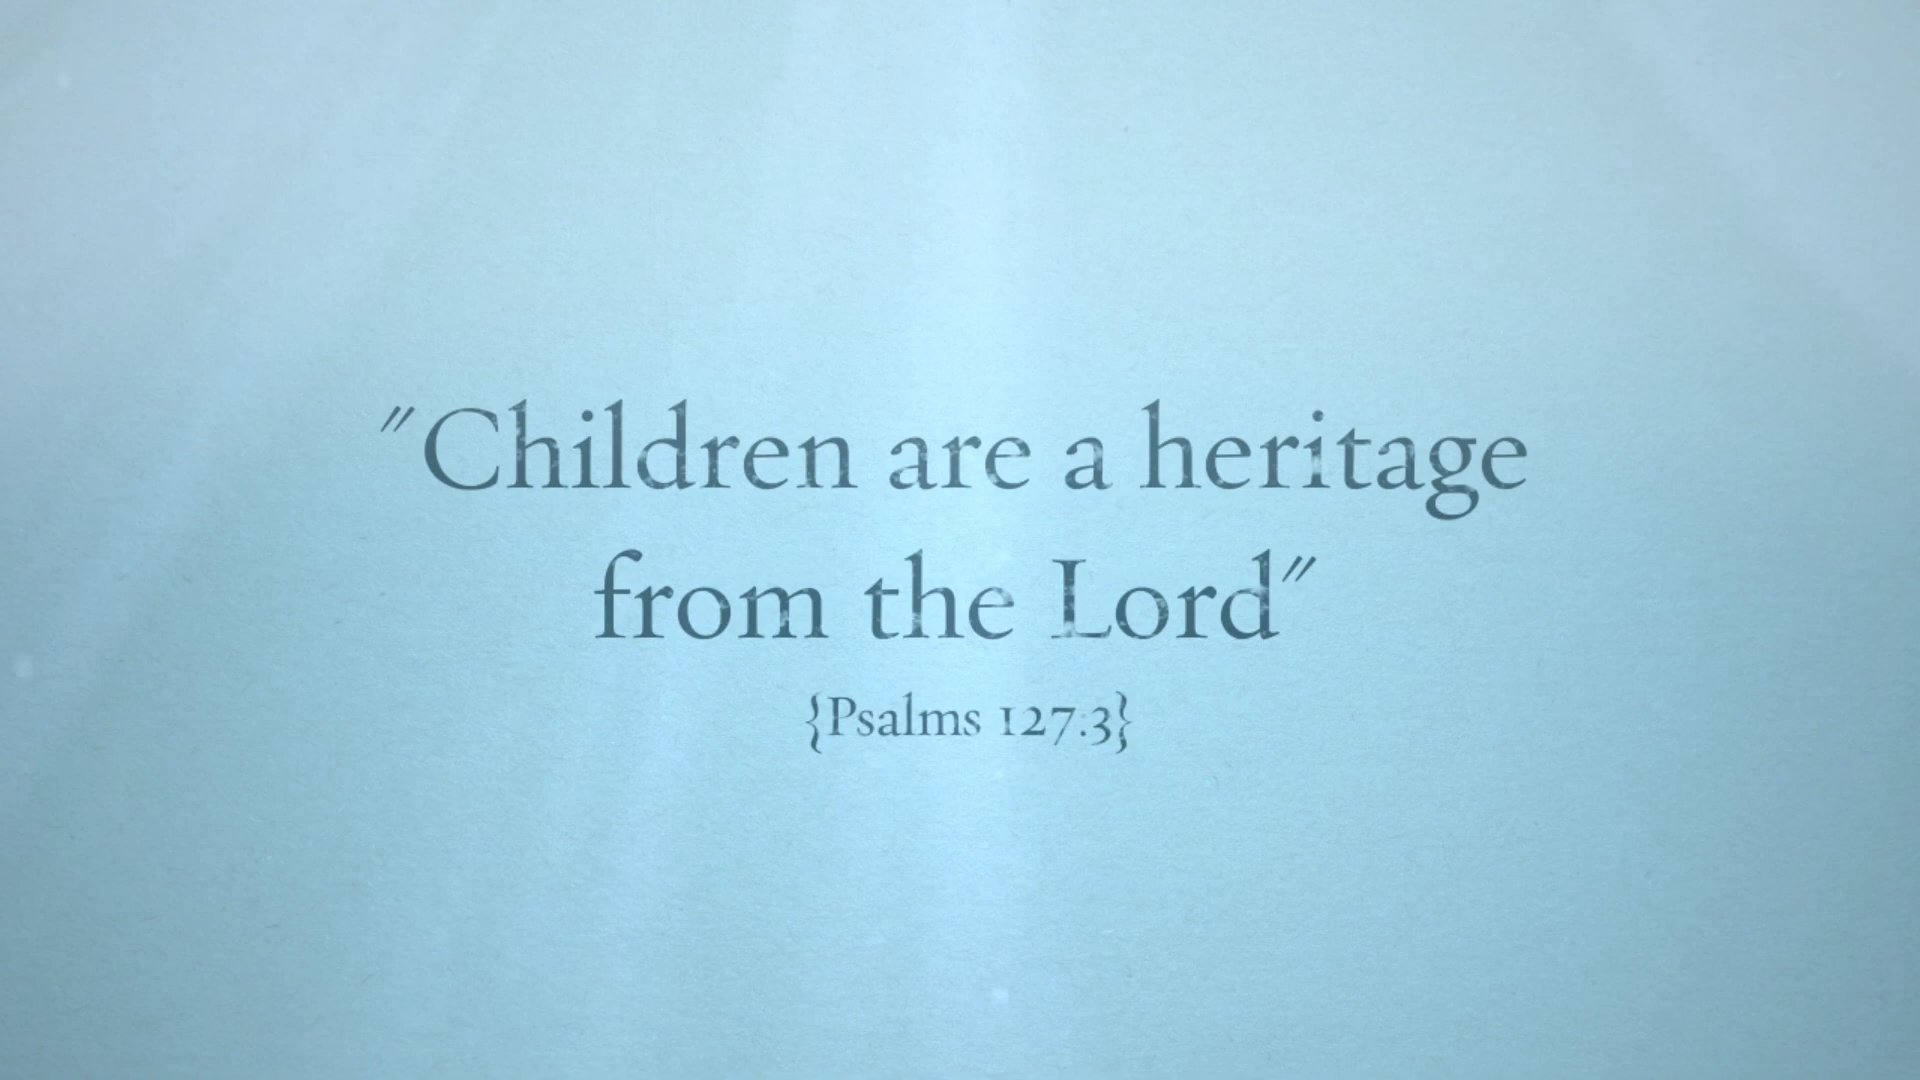 "Children are a heritage
from the Lord"
{Psalms 127:3}